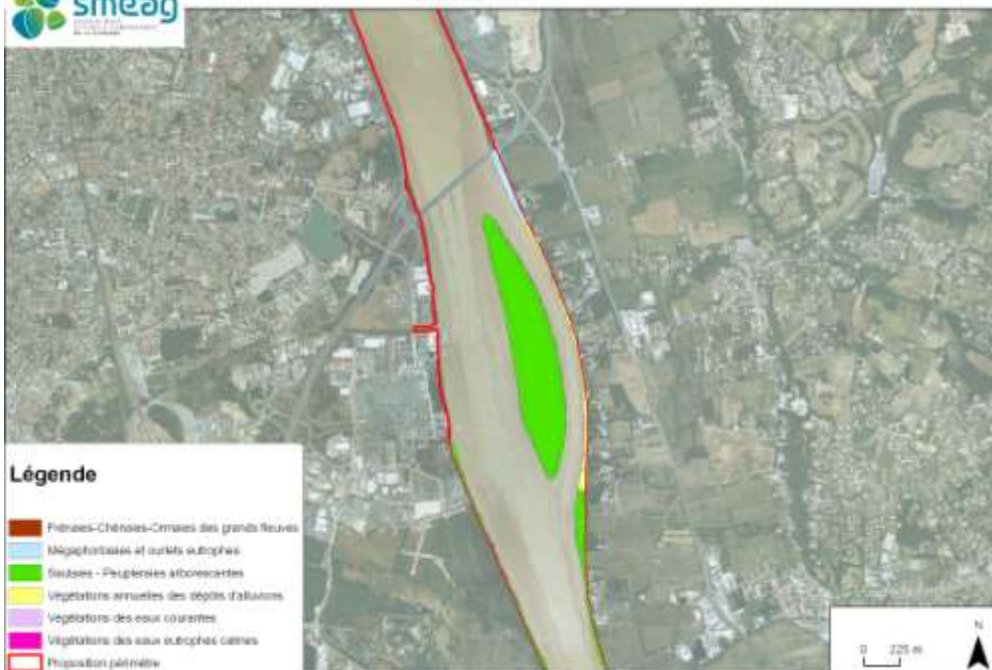 smeag
Légende
Frênaies-Chênaies-Ormaies des grands fleuves
Mégaphorbiaies et ourlets eutrophes
Saulaies - Peupleraies arborescentes
Végétations annuelles des dépôts d'alluvions
Végétations des eaux courantes
Végétations des eaux eutrophes calmes
Proposition périmètre
N
0 225 m